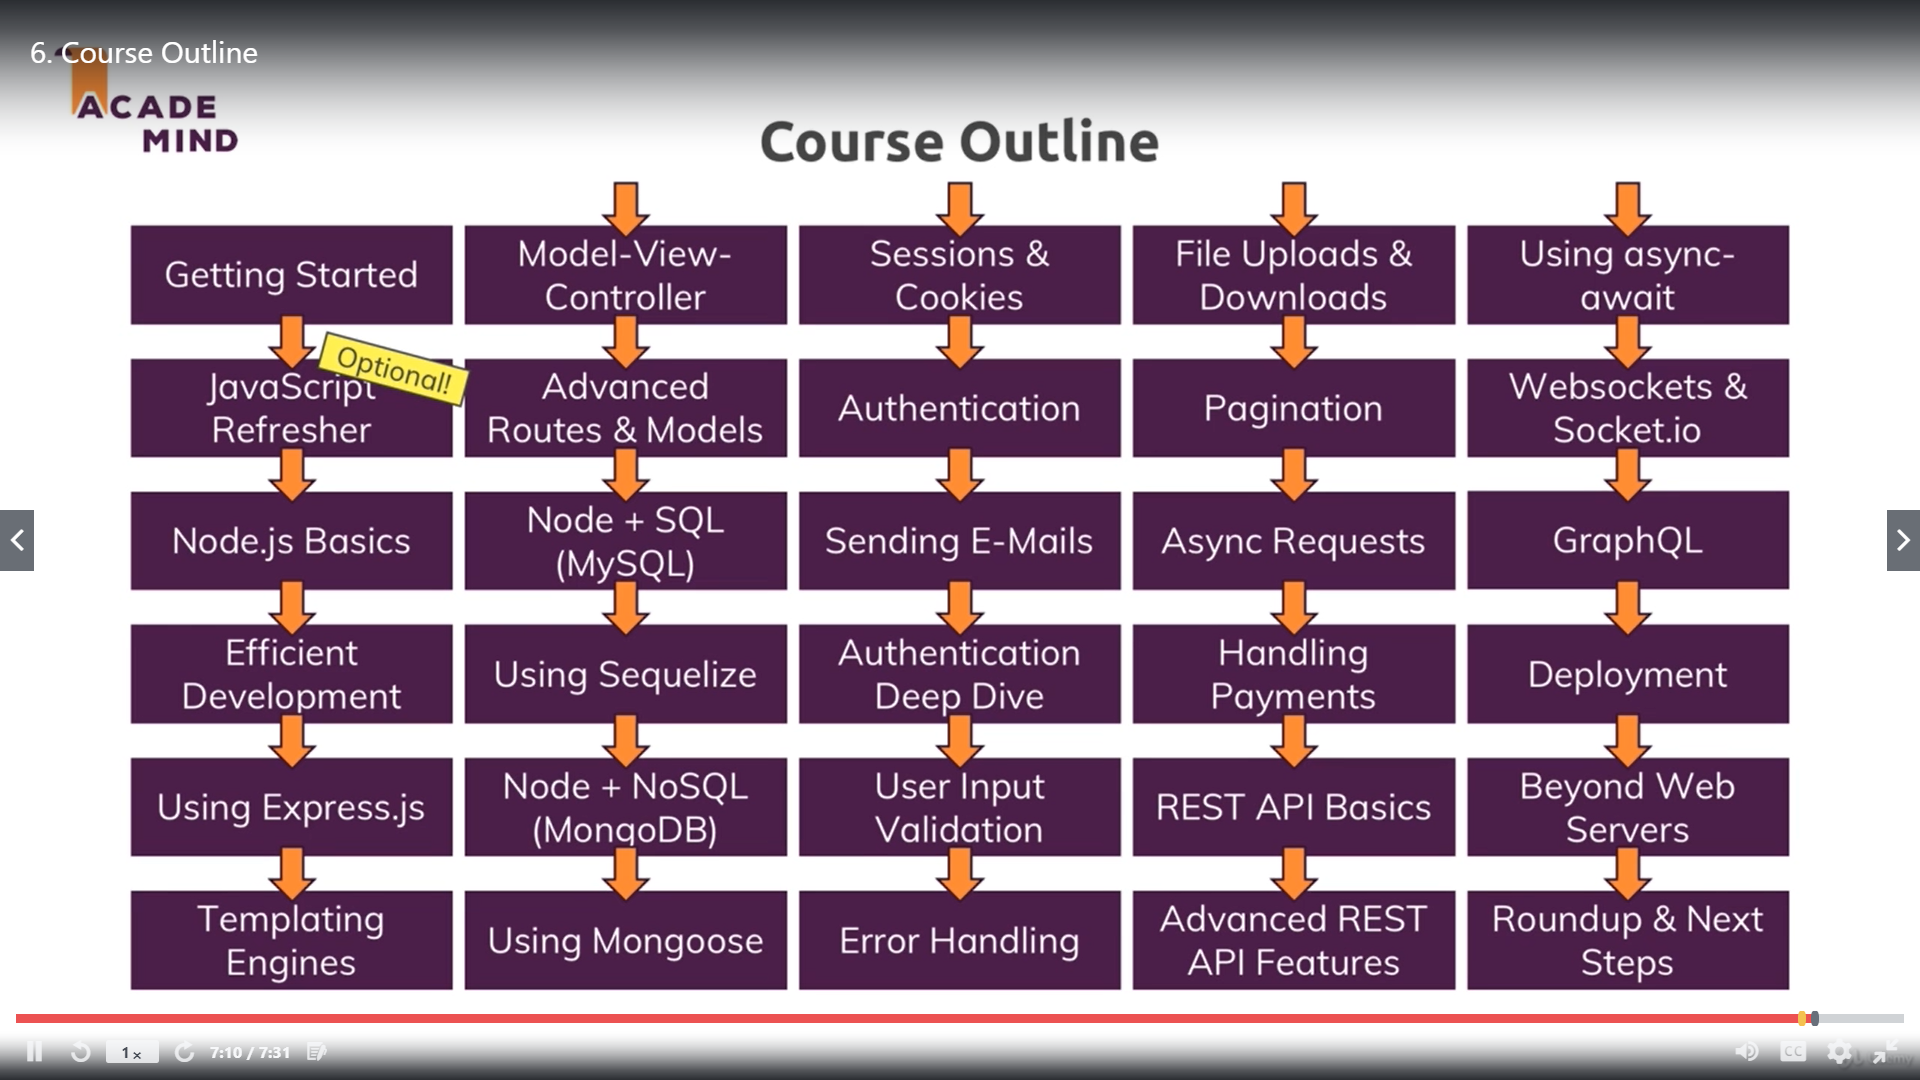 6. Course Outline
ACADE
MIND
Course Outline
Getting Started
Optional!
JavaScript
Refresher
Node.js Basics
Efficient
Development
Using Express.js
Templating
Engines
Model-View-
Controller
Advanced
Routes & Models
Node + SQL
(MySQL)
Using Sequelize
Node + NoSQL
(MongoDB)
Using Mongoose
Sessions &
Cookies
Authentication
Sending E-Mails
Authentication
Deep Dive
User Input
Validation
Error Handling
File Uploads &
Downloads
Pagination
Async Requests
Handling
Payments
REST API Basics
Advanced REST
API Features
Using async-
await
Websockets &
Socket.io
GraphQL
Deployment
Beyond Web
Servers
Roundup & Next
Steps
1x
7:10 / 7:31
CC